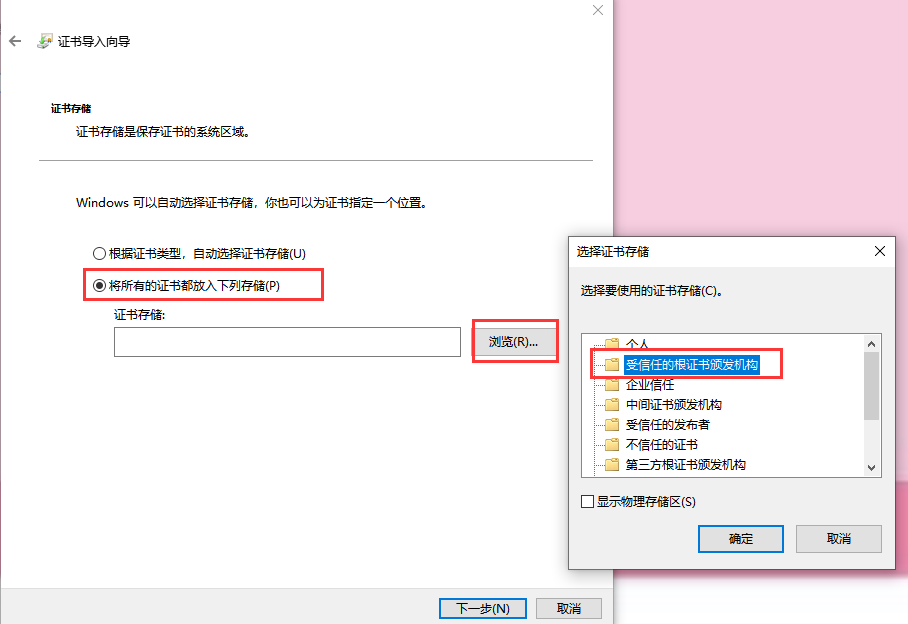 证书导入向导
证书存储
证书存储是保存证书的系统区域。
Windows 可以自动选择证书存储，你也可以为证书指定一个位置。
根据证书类型，自动选择证书存储(U)
将所有的证书都放入下列存储(P)
证书存储:
浏览(R)...
下一步(N)
取消
选择证书存储
选择要使用的证书存储(C)。
个人
受信任的根证书颁发机构
企业信任
中间证书颁发机构
受信任的发布者
不信任的证书
第三方根证书颁发机构
显示物理存储区(S)
确定
取消